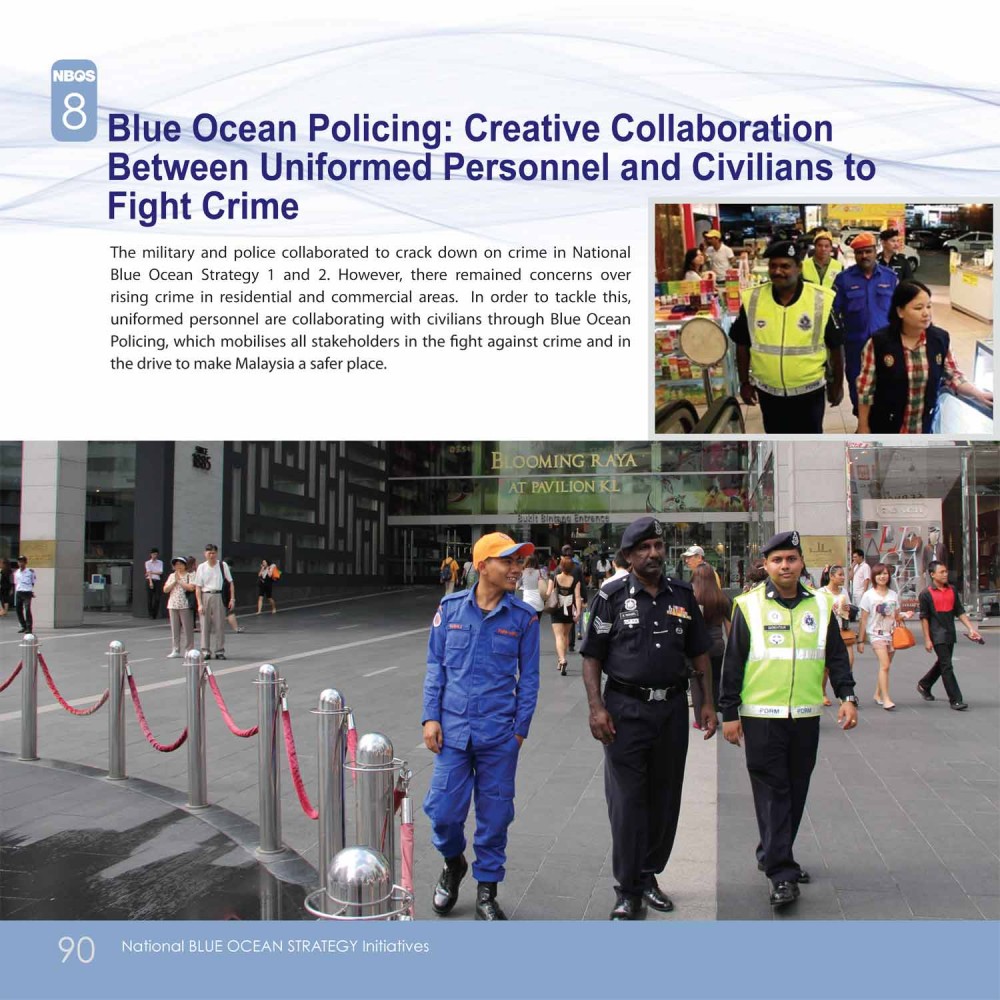 NBOS
8
Blue Ocean Policing: Creative Collaboration
Between Uniformed Personnel and Civilians to
Fight Crime
The military and police collaborated to crack down on crime in National
Blue Ocean Strategy 1 and 2. However, there remained concerns over
rising crime in residential and commercial areas. In order to tackle this,
uniformed personnel are collaborating with civilians through Blue Ocean
Policing, which mobilises all stakeholders in the fight against crime and in
the drive to make Malaysia a safer place.
BLOOMING RAYA
AT PAVILION KL
Bukit Bintang Entrance
COACH
PDRM PDRM
90 National BLUE OCEAN STRATEGY Initiatives